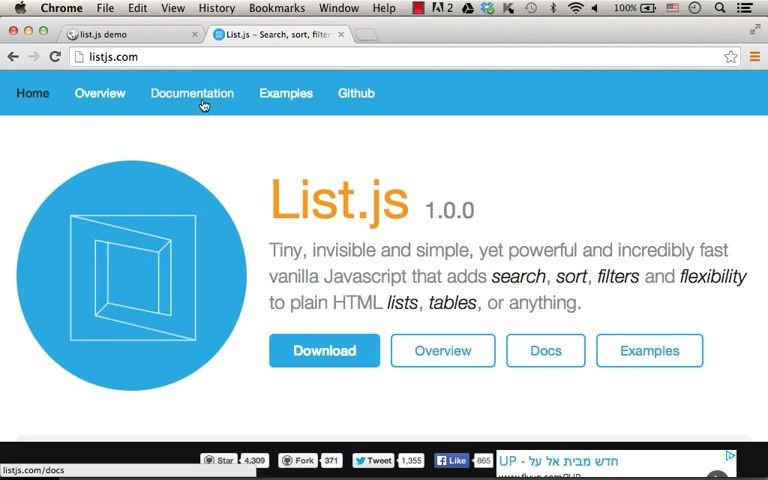 Chrome File Edit View History Bookmarks Window Help 2 100%
list.js demo
List.js – Search, sort, filter
listjs.com
Home Overview Documentation Examples Github
List.js 1.0.0
Tiny, invisible and simple, yet powerful and incredibly fast
vanilla Javascript that adds search, sort, filters and flexibility
to plain HTML lists, tables, or anything.
Download Overview Docs Examples
Star 4,309 Fork 371 Tweet 1,355 Like 865
UP - חדש מבית אל על
listjs.com/docs